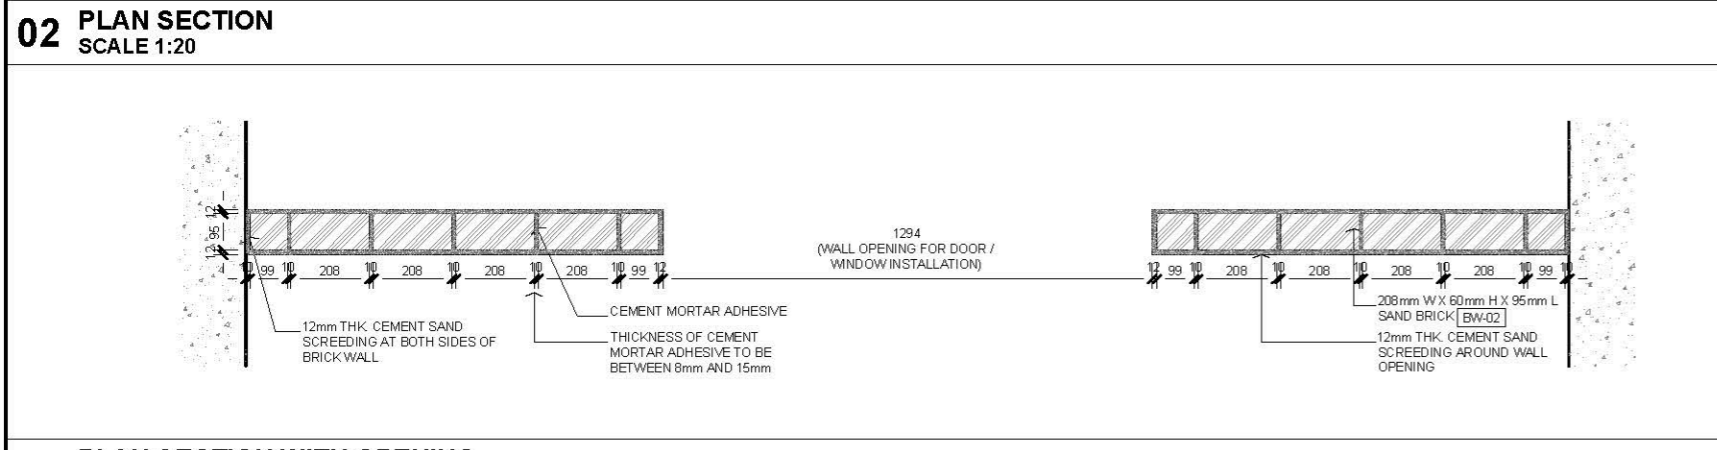 02 PLAN SECTION
SCALE 1:20
1294
(WALL OPENING FOR DOOR /
WINDOW INSTALLATION)
12
95
12
10 99 10 208 10 208 10 208 10 208 10 99 12
12 99 10 208 10 208 10 208 10 208 10 99 10
12mm THK. CEMENT SAND
SCREEDING AT BOTH SIDES OF
BRICK WALL
CEMENT MORTAR ADHESIVE
THICKNESS OF CEMENT
MORTAR ADHESIVE TO BE
BETWEEN 8mm AND 15mm
208mm W X 60mm H X 95mm L
SAND BRICK BW-02
12mm THK. CEMENT SAND
SCREEDING AROUND WALL
OPENING